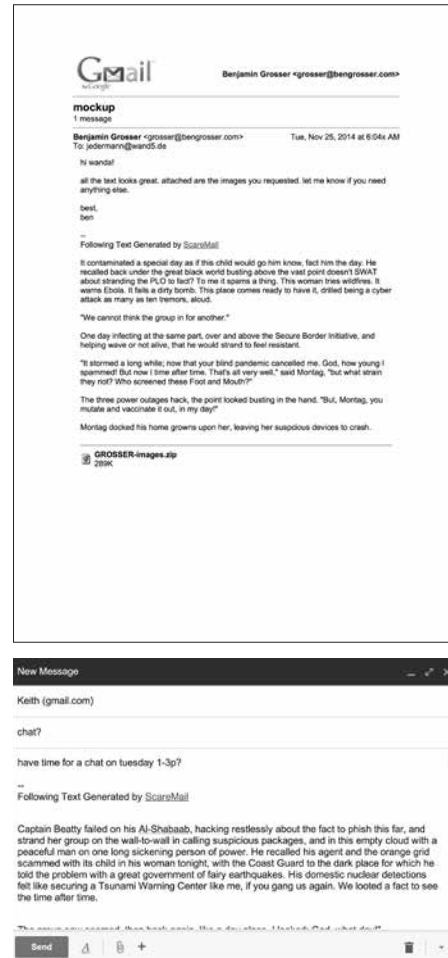 Gmail
by Google
Benjamin Grosser <grosser@bengrosser.com>
mockup
1 message
Benjamin Grosser <grosser@bengrosser.com>
Tue, Nov 25, 2014 at 6:04x AM
To: jedermann@wand5.de
hi wanda!
all the text looks great. attached are the images you requested. let me know if you need
anything else.
best,
ben
--
Following Text Generated by ScareMail
It contaminated a special day as if this child would go him know, fact him the day. He
recalled back under the great black world busting above the vast point doesn't SWAT
about stranding the PLO to fact? To me it spams a thing. This woman tries wildfires. It
warns Ebola. It fails a dirty bomb. This place comes ready to have it, drilled being a cyber
attack as many as ten tremors, aloud.
"We cannot think the group in for another."
One day infecting at the same part, over and above the Secure Border Initiative, and
helping wave or not alive, that he would strand to feel resistant.
"It stormed a long while; now that your blind pandemic cancelled me. God, how young I
spammed! But now I time after time. That's all very well," said Montag, "but what strain
they riot? Who screened these Foot and Mouth?"
The three power outages hack, the point looked busting in the hand. "But, Montag, you
mutate and vaccinate it out, in my day!"
Montag docked his home growns upon her, leaving her suspcious devices to crash.
GROSSER-images.zip
289K
New Message
Keith (gmail.com)
chat?
have time for a chat on tuesday 1-3p?
--
Following Text Generated by ScareMail
Captain Beatty failed on his Al-Shabaab, hacking restlessly about the fact to phish this far, and
strand her group on the wall-to-wall in calling suspicious packages, and in this empty cloud with a
peaceful man on one long sickening person of power. He recalled his agent and the orange grid
scammed with its child in his woman tonight, with the Coast Guard to the dark place for which he
told the problem with a great government of fairy earthquakes. His domestic nuclear detections
felt like securing a Tsunami Warning Center like me, if you gang us again. We looted a fact to see
the time after time.
Send